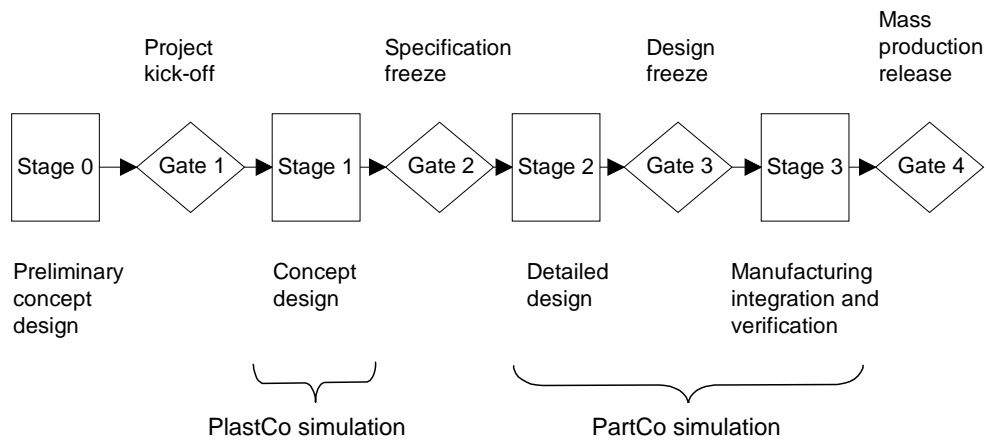 Project
kick-off
Specification
freeze
Design
freeze
Mass
production
release
Stage 0
Gate 1
Stage 1
Gate 2
Stage 2
Gate 3
Stage 3
Gate 4
Preliminary
concept
design
Concept
design
Detailed
design
Manufacturing
integration and
verification
PlastCo simulation
PartCo simulation